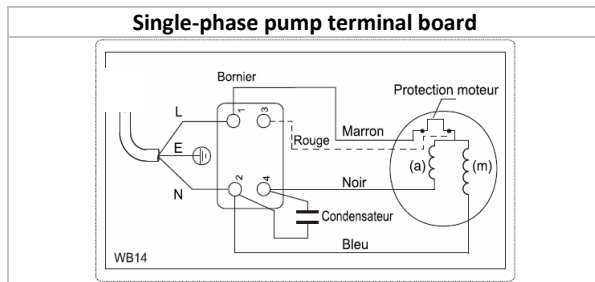 Single-phase pump terminal board
Bornier
Protection moteur
L
1
3
Marron
Rouge
E
(a)
(m)
N
2
4
Noir
Condensateur
Bleu
WB14